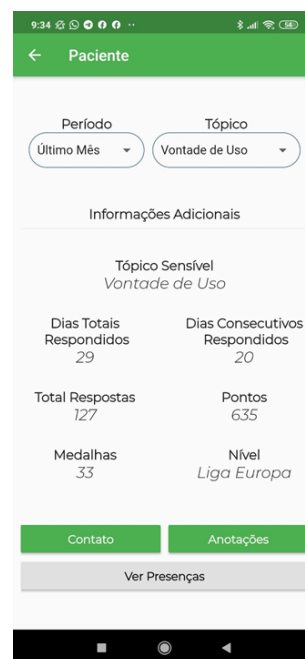 9:34
56
Paciente
Período Tópico
Último Mês Vontade de Uso
Informações Adicionais
Tópico Sensível
Vontade de Uso
Dias Totais Dias Consecutivos
Respondidos Respondidos
29 20
Total Respostas Pontos
127 635
Medalhas Nível
33 Liga Europa
Contato Anotações
Ver Presenças